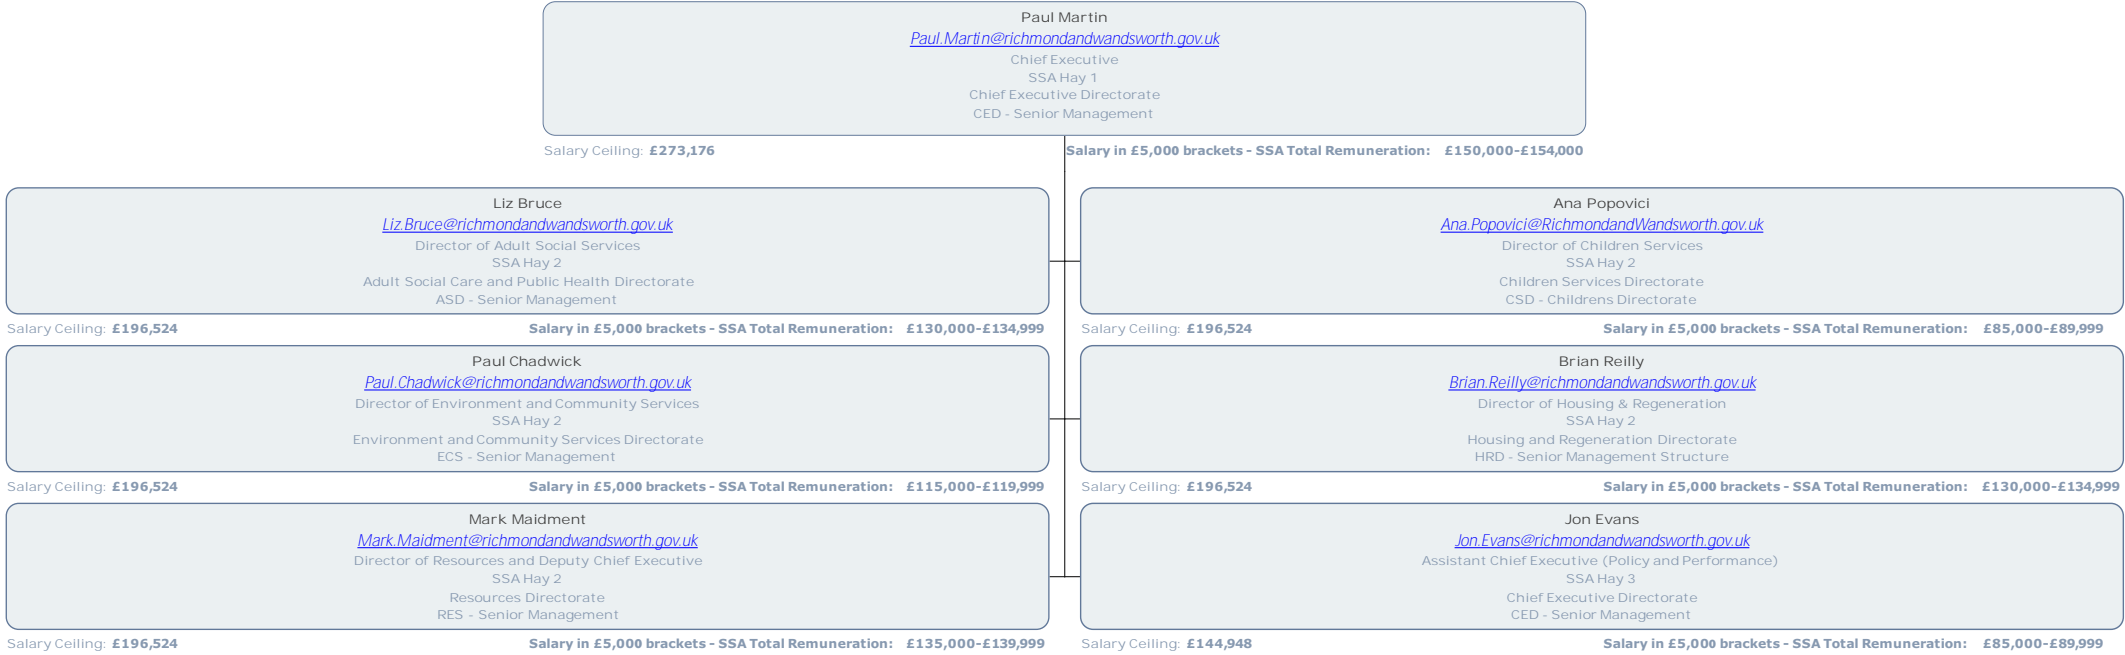 Paul Martin
Paul.Martin@richmondandwandsworth.gov.uk
Chief Executive
SSA Hay 1
Chief Executive Directorate
CED - Senior Management
Salary Ceiling: £273,176 Salary in £5,000 brackets - SSA Total Remuneration: £150,000-£154,000
Liz Bruce
Liz.Bruce@richmondandwandsworth.gov.uk
Director of Adult Social Services
SSA Hay 2
Adult Social Care and Public Health Directorate
ASD - Senior Management
Salary Ceiling: £196,524 Salary in £5,000 brackets - SSA Total Remuneration: £130,000-£134,999
Ana Popovici
Ana.Popovici@RichmondandWandsworth.gov.uk
Director of Children Services
SSA Hay 2
Children Services Directorate
CSD - Childrens Directorate
Salary Ceiling: £196,524 Salary in £5,000 brackets - SSA Total Remuneration: £85,000-£89,999
Paul Chadwick
Paul.Chadwick@richmondandwandsworth.gov.uk
Director of Environment and Community Services
SSA Hay 2
Environment and Community Services Directorate
ECS - Senior Management
Salary Ceiling: £196,524 Salary in £5,000 brackets - SSA Total Remuneration: £115,000-£119,999
Brian Reilly
Brian.Reilly@richmondandwandsworth.gov.uk
Director of Housing & Regeneration
SSA Hay 2
Housing and Regeneration Directorate
HRD - Senior Management Structure
Salary Ceiling: £196,524 Salary in £5,000 brackets - SSA Total Remuneration: £130,000-£134,999
Mark Maidment
Mark.Maidment@richmondandwandsworth.gov.uk
Director of Resources and Deputy Chief Executive
SSA Hay 2
Resources Directorate
RES - Senior Management
Salary Ceiling: £196,524 Salary in £5,000 brackets - SSA Total Remuneration: £135,000-£139,999
Jon Evans
Jon.Evans@richmondandwandsworth.gov.uk
Assistant Chief Executive (Policy and Performance)
SSA Hay 3
Chief Executive Directorate
CED - Senior Management
Salary Ceiling: £144,948 Salary in £5,000 brackets - SSA Total Remuneration: £85,000-£89,999